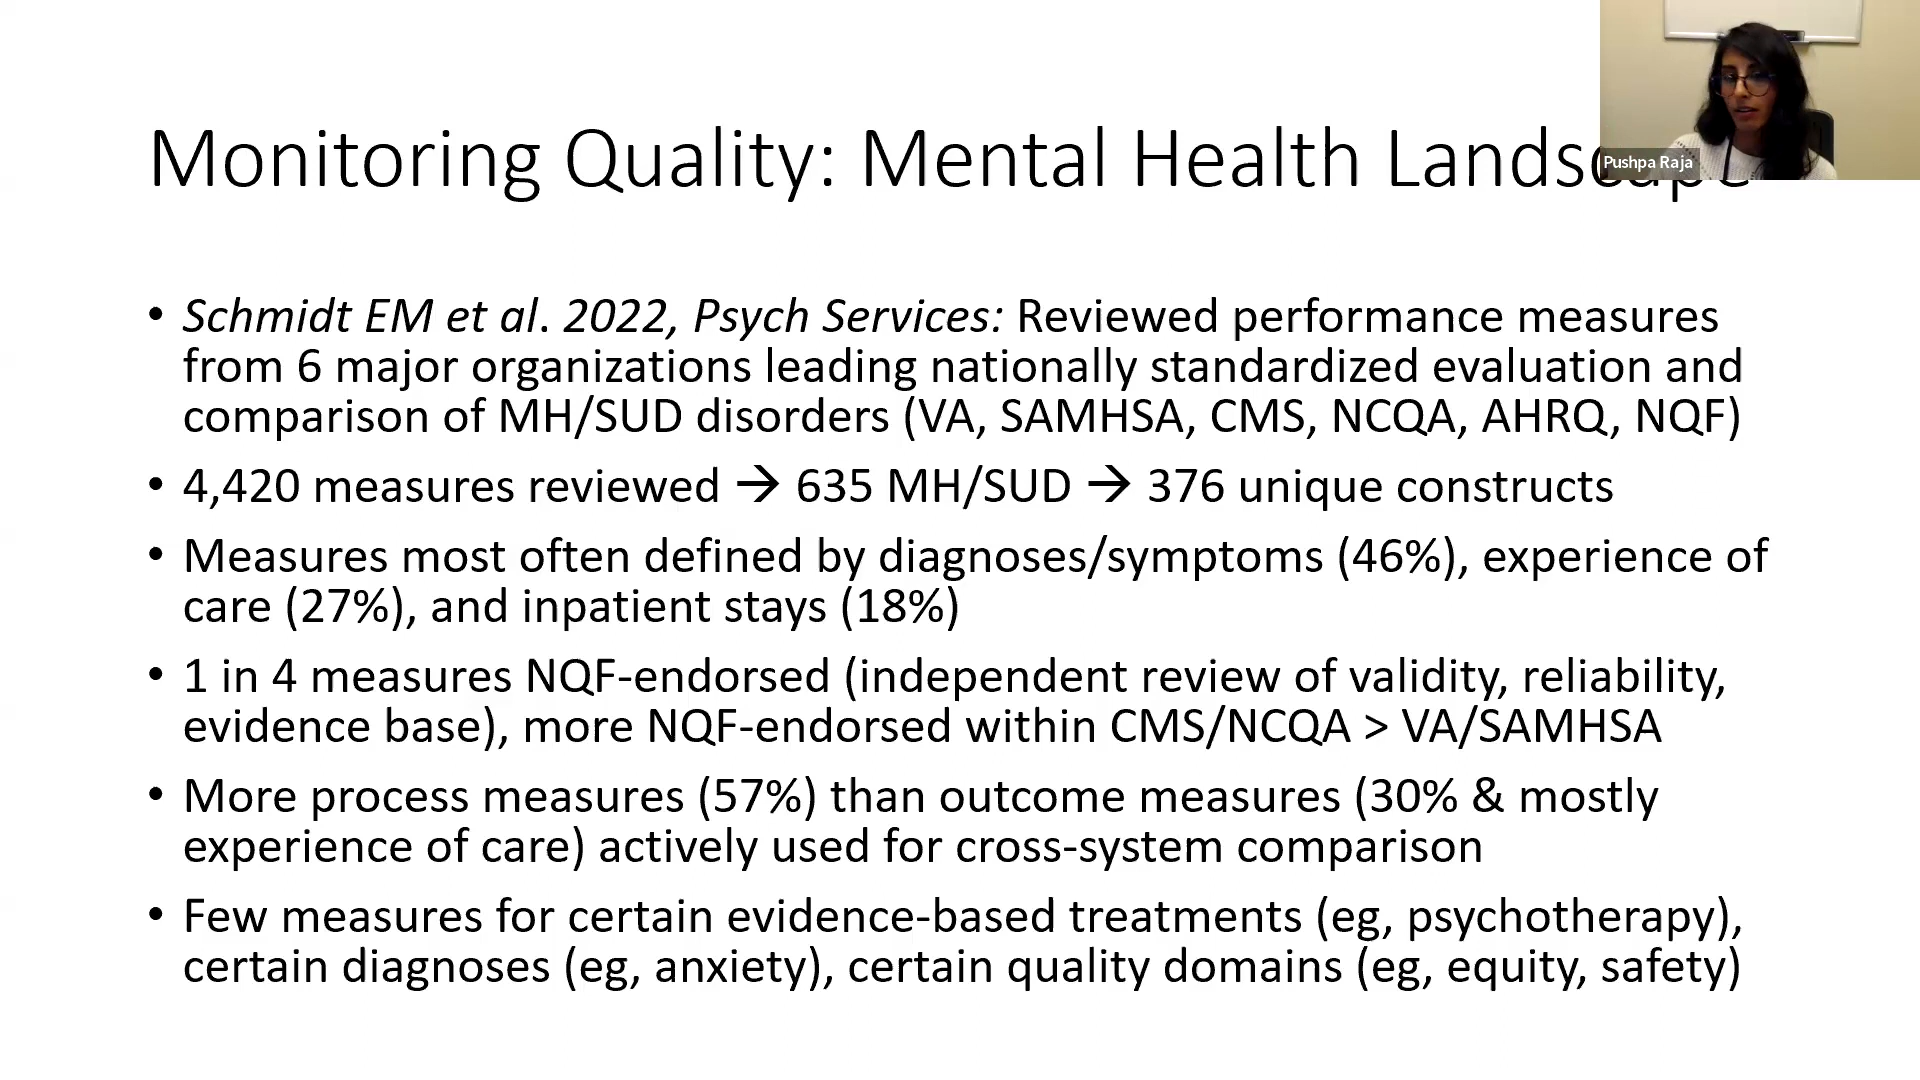 Pushpa Raja
Monitoring Quality: Mental Health Landscape
• Schmidt EM et al. 2022, Psych Services: Reviewed performance measures
from 6 major organizations leading nationally standardized evaluation and
comparison of MH/SUD disorders (VA, SAMHSA, CMS, NCQA, AHRQ, NQF)
• 4,420 measures reviewed → 635 MH/SUD → 376 unique constructs
• Measures most often defined by diagnoses/symptoms (46%), experience of
care (27%), and inpatient stays (18%)
• 1 in 4 measures NQF-endorsed (independent review of validity, reliability,
evidence base), more NQF-endorsed within CMS/NCQA > VA/SAMHSA
• More process measures (57%) than outcome measures (30% & mostly
experience of care) actively used for cross-system comparison
• Few measures for certain evidence-based treatments (eg, psychotherapy),
certain diagnoses (eg, anxiety), certain quality domains (eg, equity, safety)